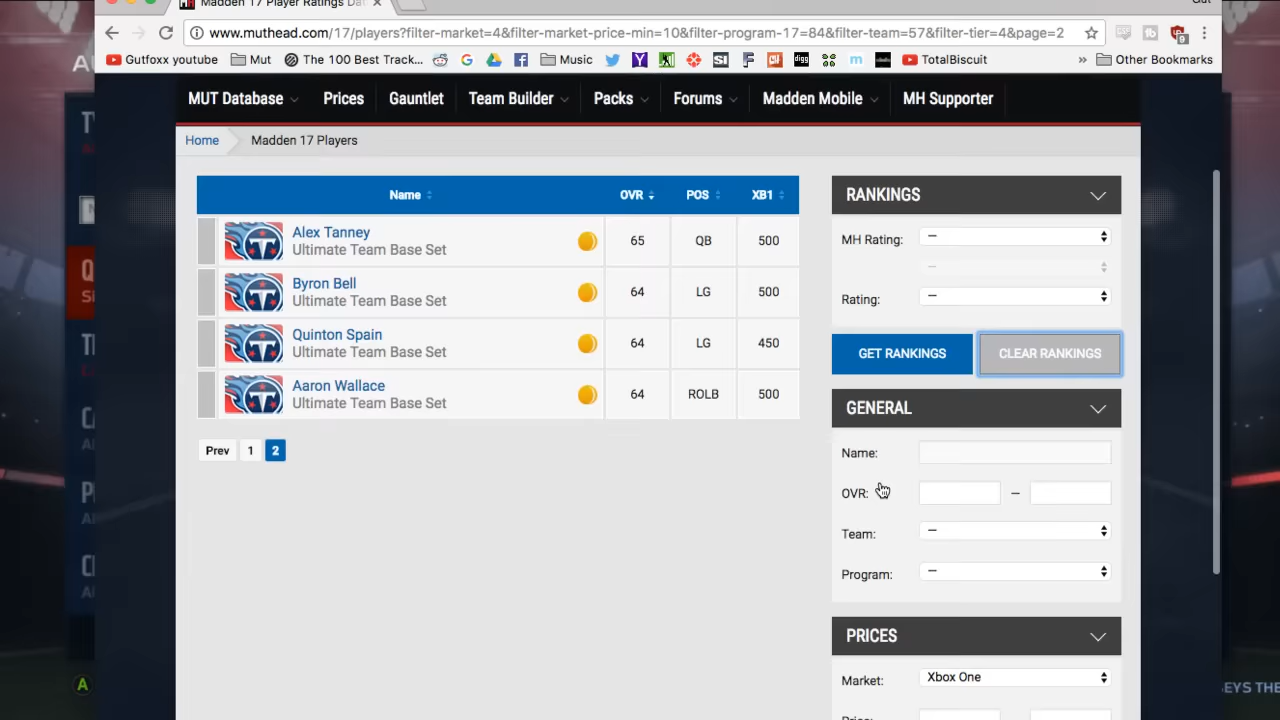 Madden 17 Player Ratings Dat
Gut
www.muthead.com/17/players?filter-market=4&filter-market-price-min=10&filter-program-17=84&filter-team=57&filter-tier=4&page=2
9
Gutfoxx youtube
Mut
The 100 Best Track...
Music
digg
TotalBiscuit
»
Other Bookmarks
MUT Database
Prices
Gauntlet
Team Builder
Packs
Forums
Madden Mobile
MH Supporter
Home
Madden 17 Players
Name OVR POS XB1
Alex Tanney
Ultimate Team Base Set
65 QB 500
Byron Bell
Ultimate Team Base Set
64 LG 500
Quinton Spain
Ultimate Team Base Set
64 LG 450
Aaron Wallace
Ultimate Team Base Set
64 ROLB 500
Prev 1 2
RANKINGS
MH Rating: —
—
Rating: —
GET RANKINGS
CLEAR RANKINGS
GENERAL
Name:
OVR: —
Team: —
Program: —
PRICES
Market: Xbox One
A
EYS THE